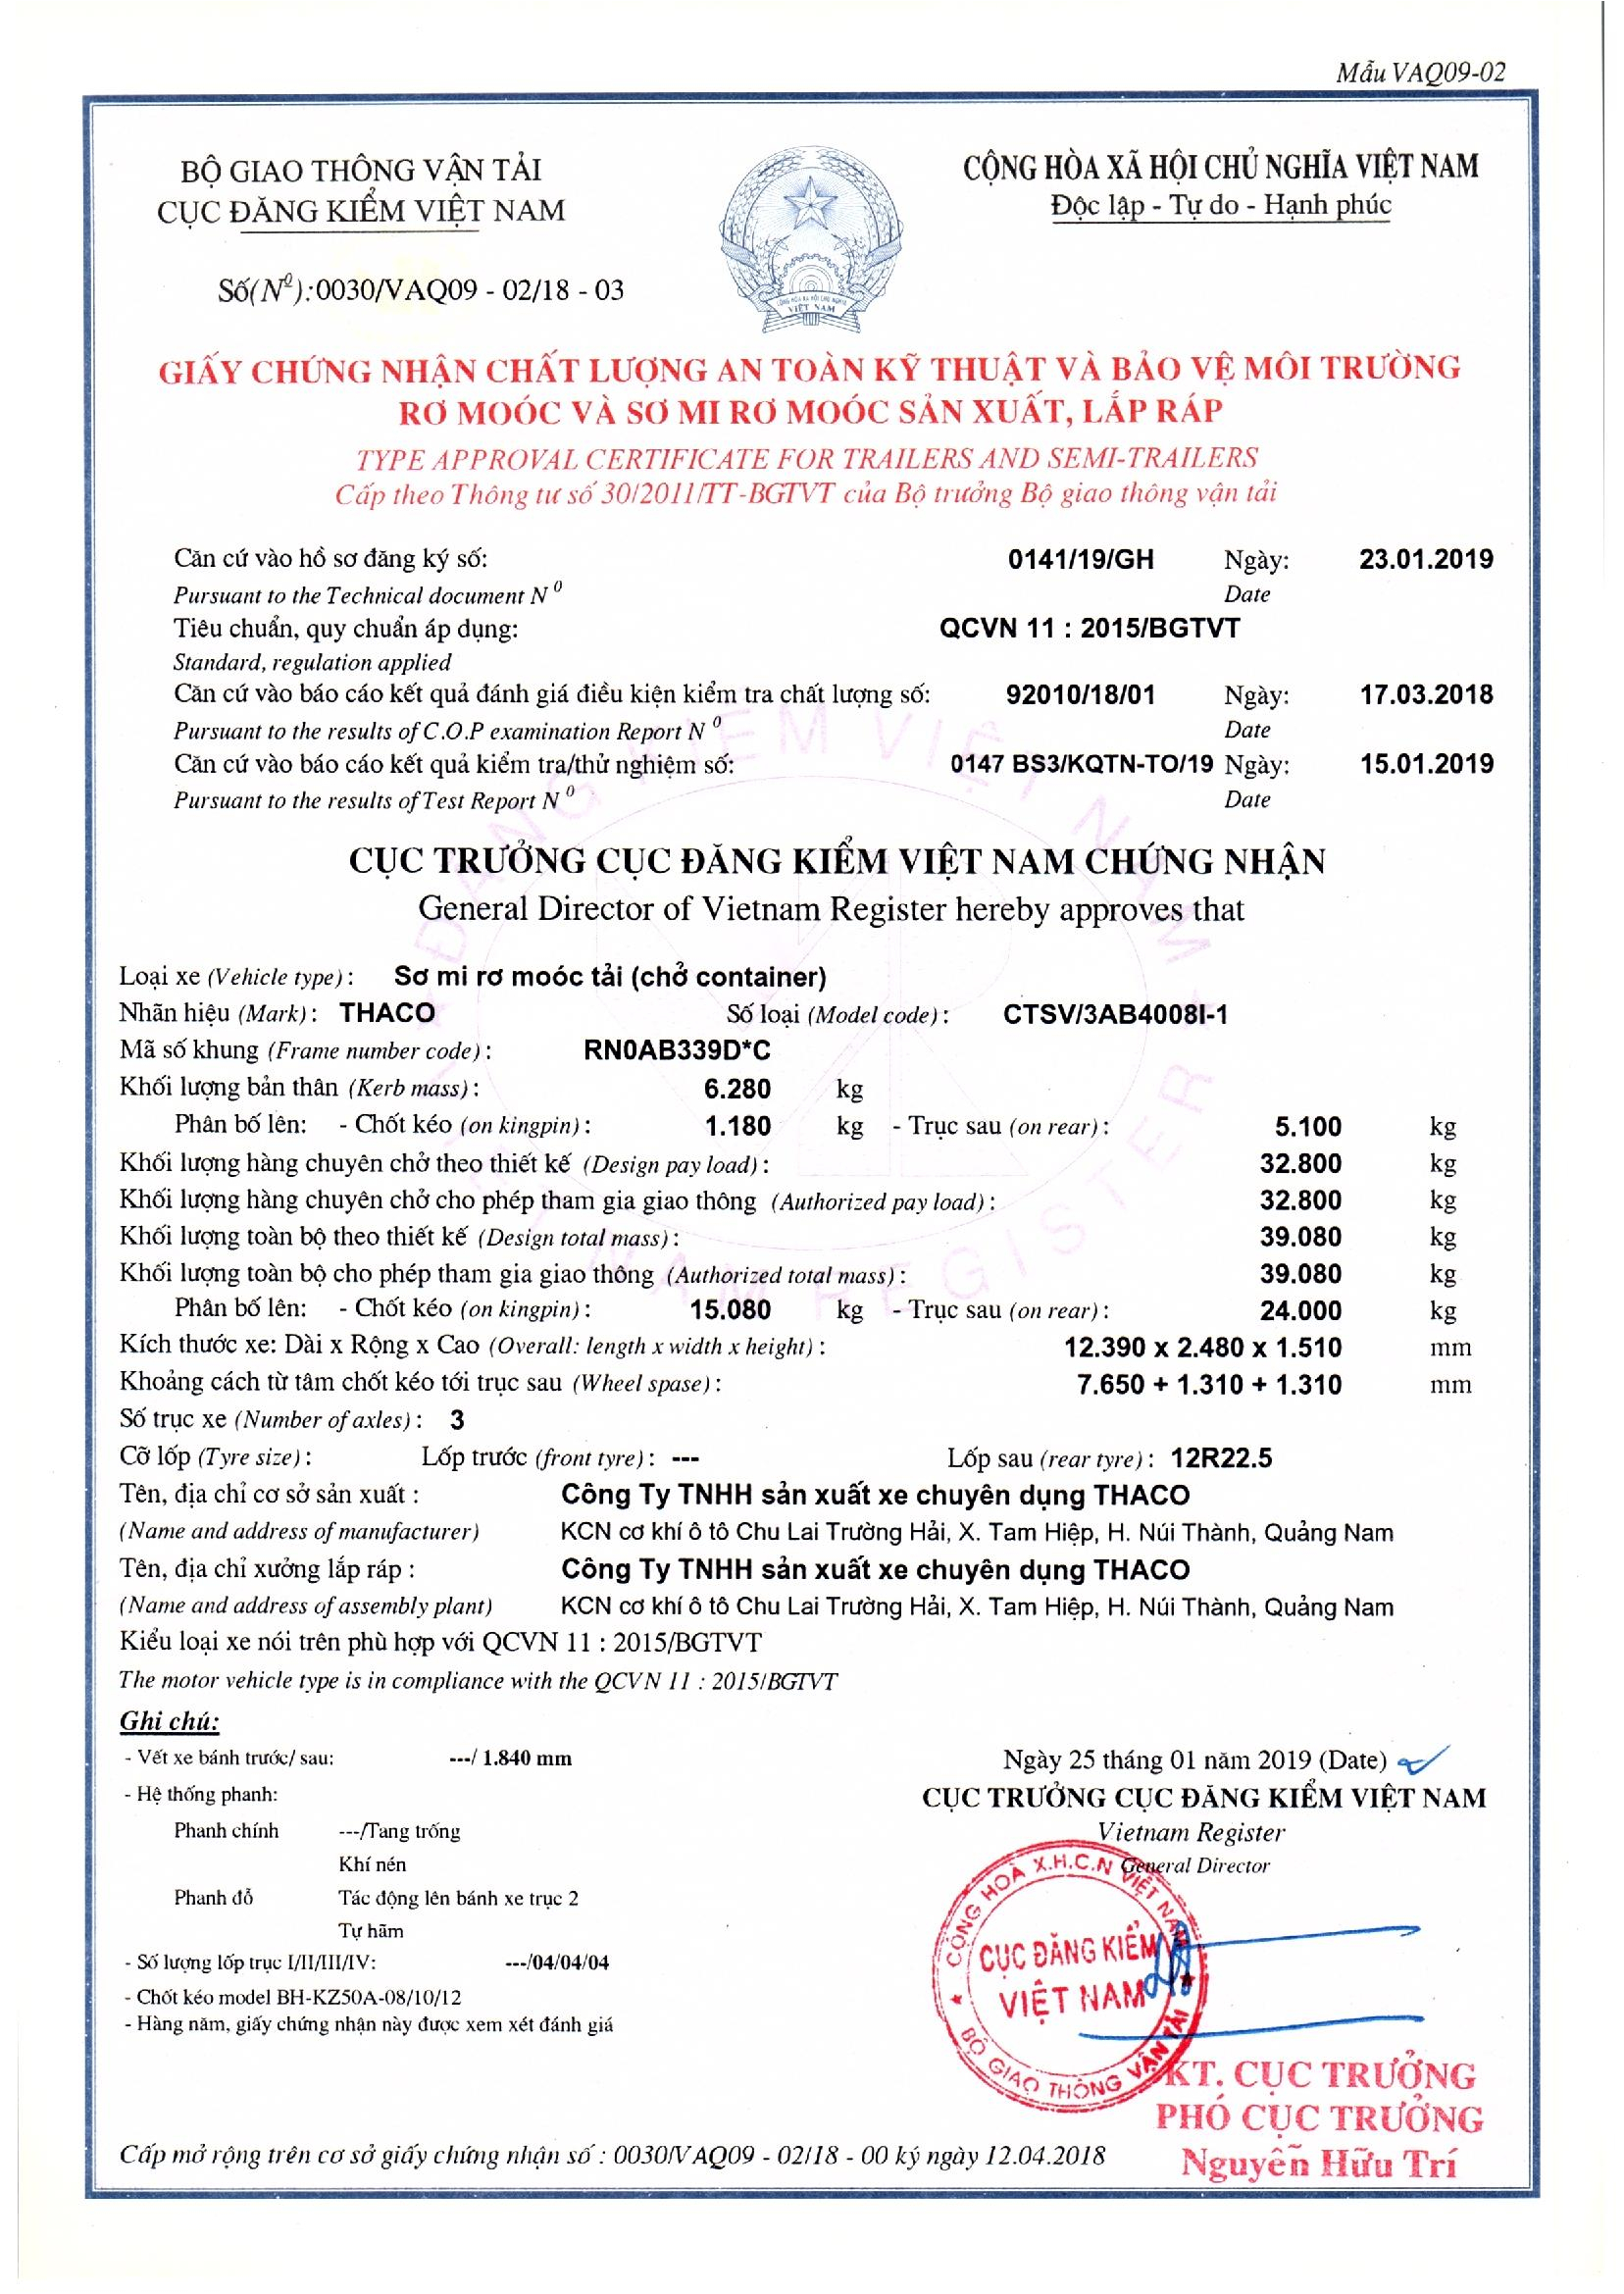 Mẫu VAQ09-02
BỘ GIAO THÔNG VẬN TẢI
CỤC ĐĂNG KIỂM VIỆT NAM
CỘNG HÒA XÃ HỘI CHỦ NGHĨA VIỆT NAM
Độc lập - Tự do - Hạnh phúc
Số(Nº):0030/VAQ09 - 02/18 - 03
VIỆT NAM
GIẤY CHỨNG NHẬN CHẤT LƯỢNG AN TOÀN KỸ THUẬT VÀ BẢO VỆ MÔI TRƯỜNG
RƠ MOÓC VÀ SƠ MI RƠ MOÓC SẢN XUẤT, LẮP RÁP
TYPE APPROVAL CERTIFICATE FOR TRAILERS AND SEMI-TRAILERS
Cấp theo Thông tư số 30/2011/TT-BGTVT của Bộ trưởng Bộ giao thông vận tải
Căn cứ vào hồ sơ đăng ký số: 0141/19/GH Ngày: 23.01.2019
Pursuant to the Technical document N⁰ Date
Tiêu chuẩn, quy chuẩn áp dụng: QCVN 11 : 2015/BGTVT
Standard, regulation applied
Căn cứ vào báo cáo kết quả đánh giá điều kiện kiểm tra chất lượng số: 92010/18/01 Ngày: 17.03.2018
Pursuant to the results of C.O.P examination Report N⁰ Date
Căn cứ vào báo cáo kết quả kiểm tra/thử nghiệm số: 0147 BS3/KQTN-TO/19 Ngày: 15.01.2019
Pursuant to the results of Test Report N⁰ Date
CỤC TRƯỞNG CỤC ĐĂNG KIỂM VIỆT NAM CHỨNG NHẬN
General Director of Vietnam Register hereby approves that
Loại xe (Vehicle type): Sơ mi rơ moóc tải (chở container)
Nhãn hiệu (Mark): THACO Số loại (Model code): CTSV/3AB4008I-1
Mã số khung (Frame number code): RN0AB339D*C
Khối lượng bản thân (Kerb mass): 6.280 kg
Phân bố lên: - Chốt kéo (on kingpin): 1.180 kg - Trục sau (on rear): 5.100 kg
Khối lượng hàng chuyên chở theo thiết kế (Design pay load): 32.800 kg
Khối lượng hàng chuyên chở cho phép tham gia giao thông (Authorized pay load): 32.800 kg
Khối lượng toàn bộ theo thiết kế (Design total mass): 39.080 kg
Khối lượng toàn bộ cho phép tham gia giao thông (Authorized total mass): 39.080 kg
Phân bố lên: - Chốt kéo (on kingpin): 15.080 kg - Trục sau (on rear): 24.000 kg
Kích thước xe: Dài x Rộng x Cao (Overall: length x width x height): 12.390 x 2.480 x 1.510 mm
Khoảng cách từ tâm chốt kéo tới trục sau (Wheel spase): 7.650 + 1.310 + 1.310 mm
Số trục xe (Number of axles): 3
Cỡ lốp (Tyre size): Lốp trước (front tyre): --- Lốp sau (rear tyre): 12R22.5
Tên, địa chỉ cơ sở sản xuất : Công Ty TNHH sản xuất xe chuyên dụng THACO
(Name and address of manufacturer) KCN cơ khí ô tô Chu Lai Trường Hải, X. Tam Hiệp, H. Núi Thành, Quảng Nam
Tên, địa chỉ xưởng lắp ráp : Công Ty TNHH sản xuất xe chuyên dụng THACO
(Name and address of assembly plant) KCN cơ khí ô tô Chu Lai Trường Hải, X. Tam Hiệp, H. Núi Thành, Quảng Nam
Kiểu loại xe nói trên phù hợp với QCVN 11 : 2015/BGTVT
The motor vehicle type is in compliance with the QCVN 11 : 2015/BGTVT
Ghi chú:
- Vết xe bánh trước/ sau: ---/ 1.840 mm
- Hệ thống phanh:
Phanh chính ---/Tang trống
Khí nén
Phanh đỗ Tác động lên bánh xe trục 2
Tự hãm
- Số lượng lốp trục I/II/III/IV: ---/04/04/04
- Chốt kéo model BH-KZ50A-08/10/12
- Hàng năm, giấy chứng nhận này được xem xét đánh giá
Ngày 25 tháng 01 năm 2019 (Date)
CỤC TRƯỞNG CỤC ĐĂNG KIỂM VIỆT NAM
Vietnam Register
General Director
CỘNG HOÀ X.H.C.N VIỆT NAM
CỤC ĐĂNG KIỂM
VIỆT NAM
BỘ GIAO THÔNG VẬN TẢI
KT. CỤC TRƯỞNG
PHÓ CỤC TRƯỞNG
Nguyễn Hữu Trí
Cấp mở rộng trên cơ sở giấy chứng nhận số : 0030/VAQ09 - 02/18 - 00 ký ngày 12.04.2018